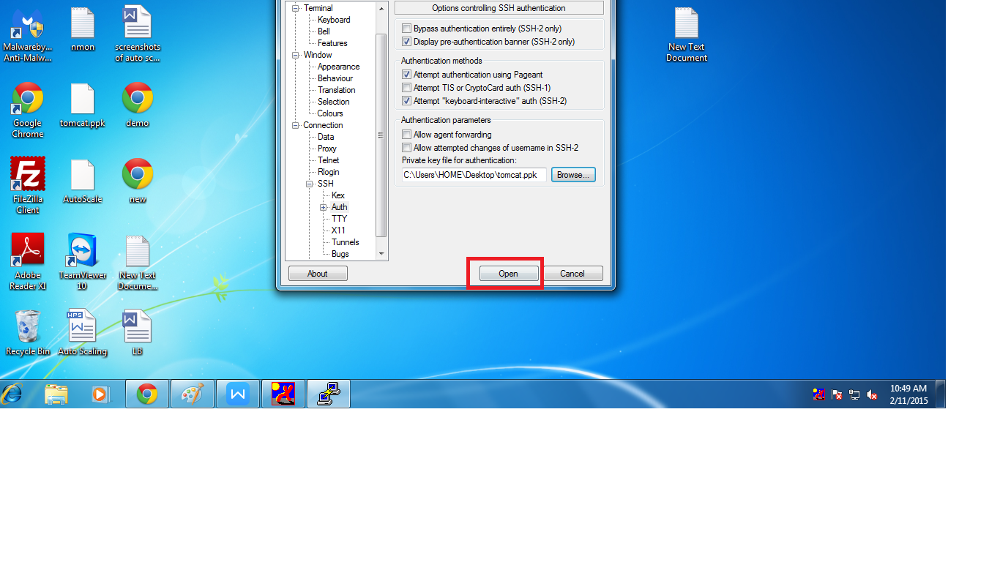 Malwareby...
Anti-Malw...
nmon
screenshots
of auto sc...
Google
Chrome
tomcat.ppk
demo
FileZilla
Client
AutoScale
new
Adobe
Reader XI
TeamViewer
10
New Text
Docume...
Recycle Bin
WPS
Auto Scaling
LB
Terminal
Keyboard
Bell
Features
Window
Appearance
Behaviour
Translation
Selection
Colours
Connection
Data
Proxy
Telnet
Rlogin
SSH
Kex
Auth
TTY
X11
Tunnels
Bugs
Options controlling SSH authentication
Bypass authentication entirely (SSH-2 only)
Display pre-authentication banner (SSH-2 only)
Authentication methods
Attempt authentication using Pageant
Attempt TIS or CryptoCard auth (SSH-1)
Attempt "keyboard-interactive" auth (SSH-2)
Authentication parameters
Allow agent forwarding
Allow attempted changes of username in SSH-2
Private key file for authentication:
C:\Users\HOME\Desktop\tomcat.ppk
Browse...
About
Open
Cancel
New Text
Document
10:49 AM
2/11/2015